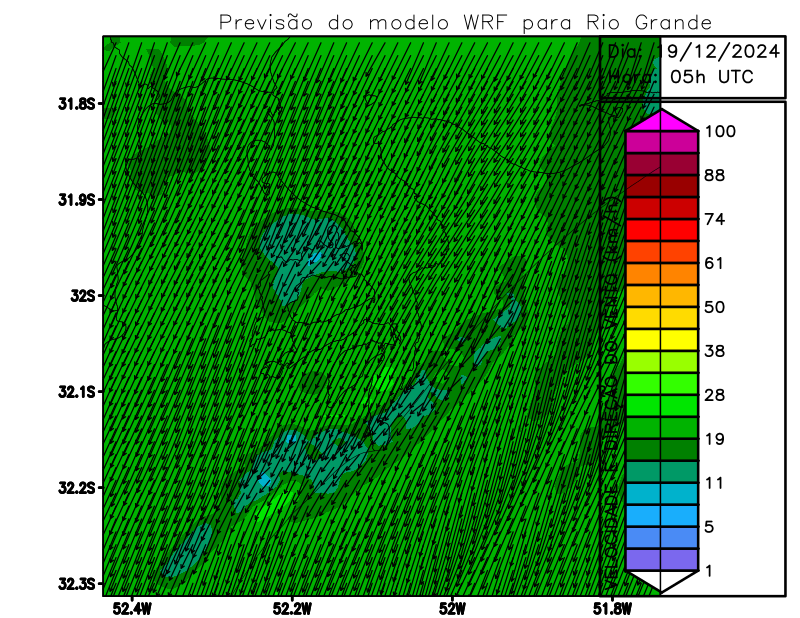 Previsão do modelo WRF para Rio Grande
Dia: 19/12/2024
Hora: 05h UTC
31.8S
31.9S
32S
32.1S
32.2S
32.3S
52.4W
52.2W
52W
51.8W
100
88
74
61
50
38
28
19
11
5
1
VELOCIDADE E DIREÇÃO DO VENTO